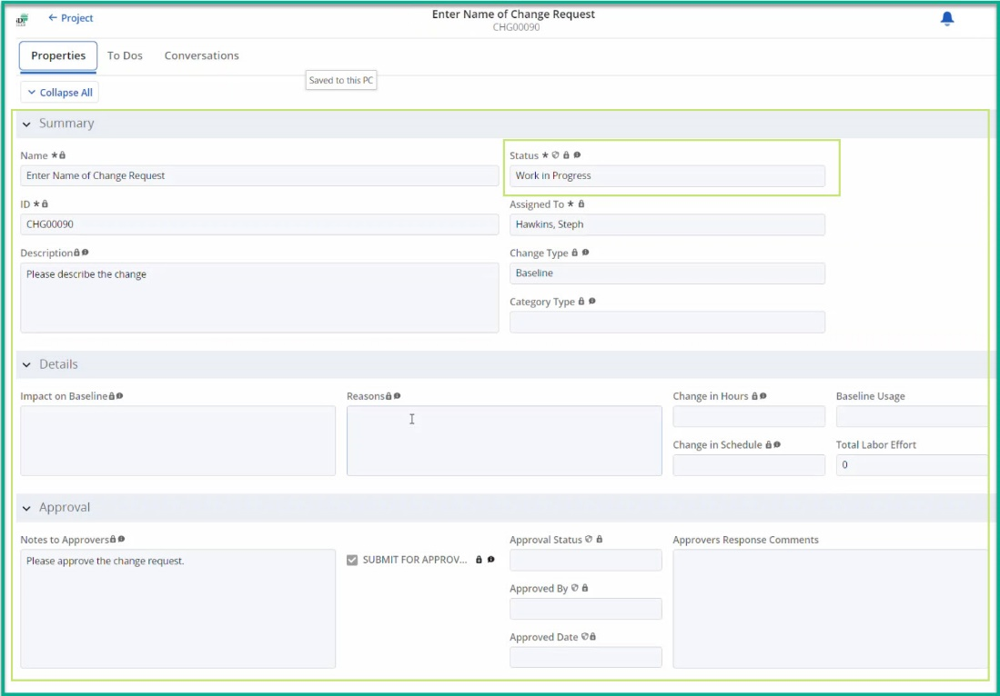 ← Project
Enter Name of Change Request
CHG00090
Properties
To Dos
Conversations
Saved to this PC
Collapse All
Summary
Name *
Enter Name of Change Request
Status *
Work in Progress
ID *
CHG00090
Assigned To *
Hawkins, Steph
Description
Please describe the change
Change Type
Baseline
Category Type
Details
Impact on Baseline
Reasons
Change in Hours
Baseline Usage
Change in Schedule
Total Labor Effort
0
Approval
Notes to Approvers
Please approve the change request.
SUBMIT FOR APPROV...
Approval Status
Approved By
Approved Date
Approvers Response Comments